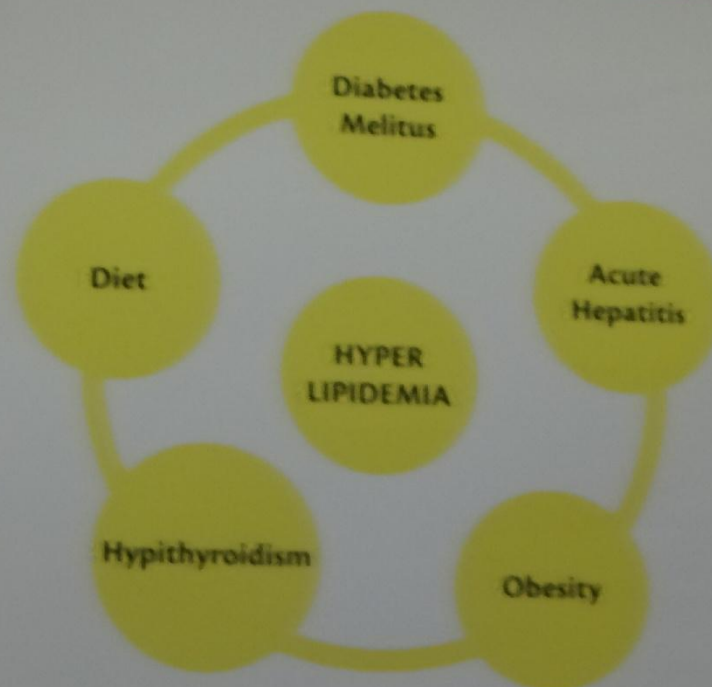 Diabetes
Melitus
Diet
Acute
Hepatitis
HYPER
LIPIDEMIA
Hypithyroidism
Obesity